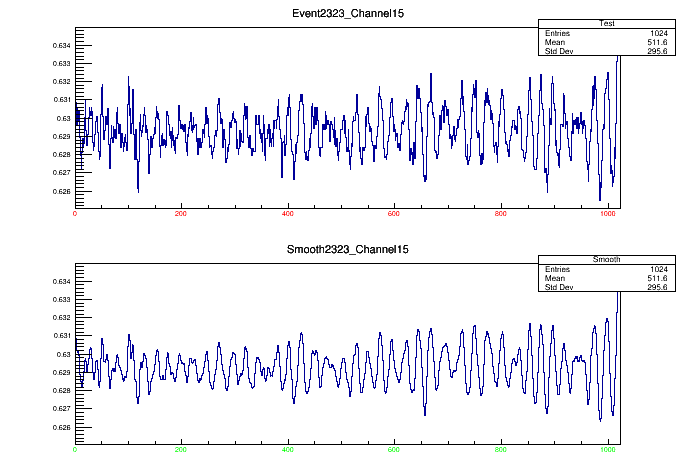 Event2323_Channel15
Test
Entries 1024
Mean 511.6
Std Dev 295.6
0.634
0.633
0.632
0.631
0.63
0.629
0.628
0.627
0.626
0 200 400 600 800 1000
Smooth2323_Channel15
Smooth
Entries 1024
Mean 511.6
Std Dev 295.6
0.634
0.633
0.632
0.631
0.63
0.629
0.628
0.627
0.626
0 200 400 600 800 1000